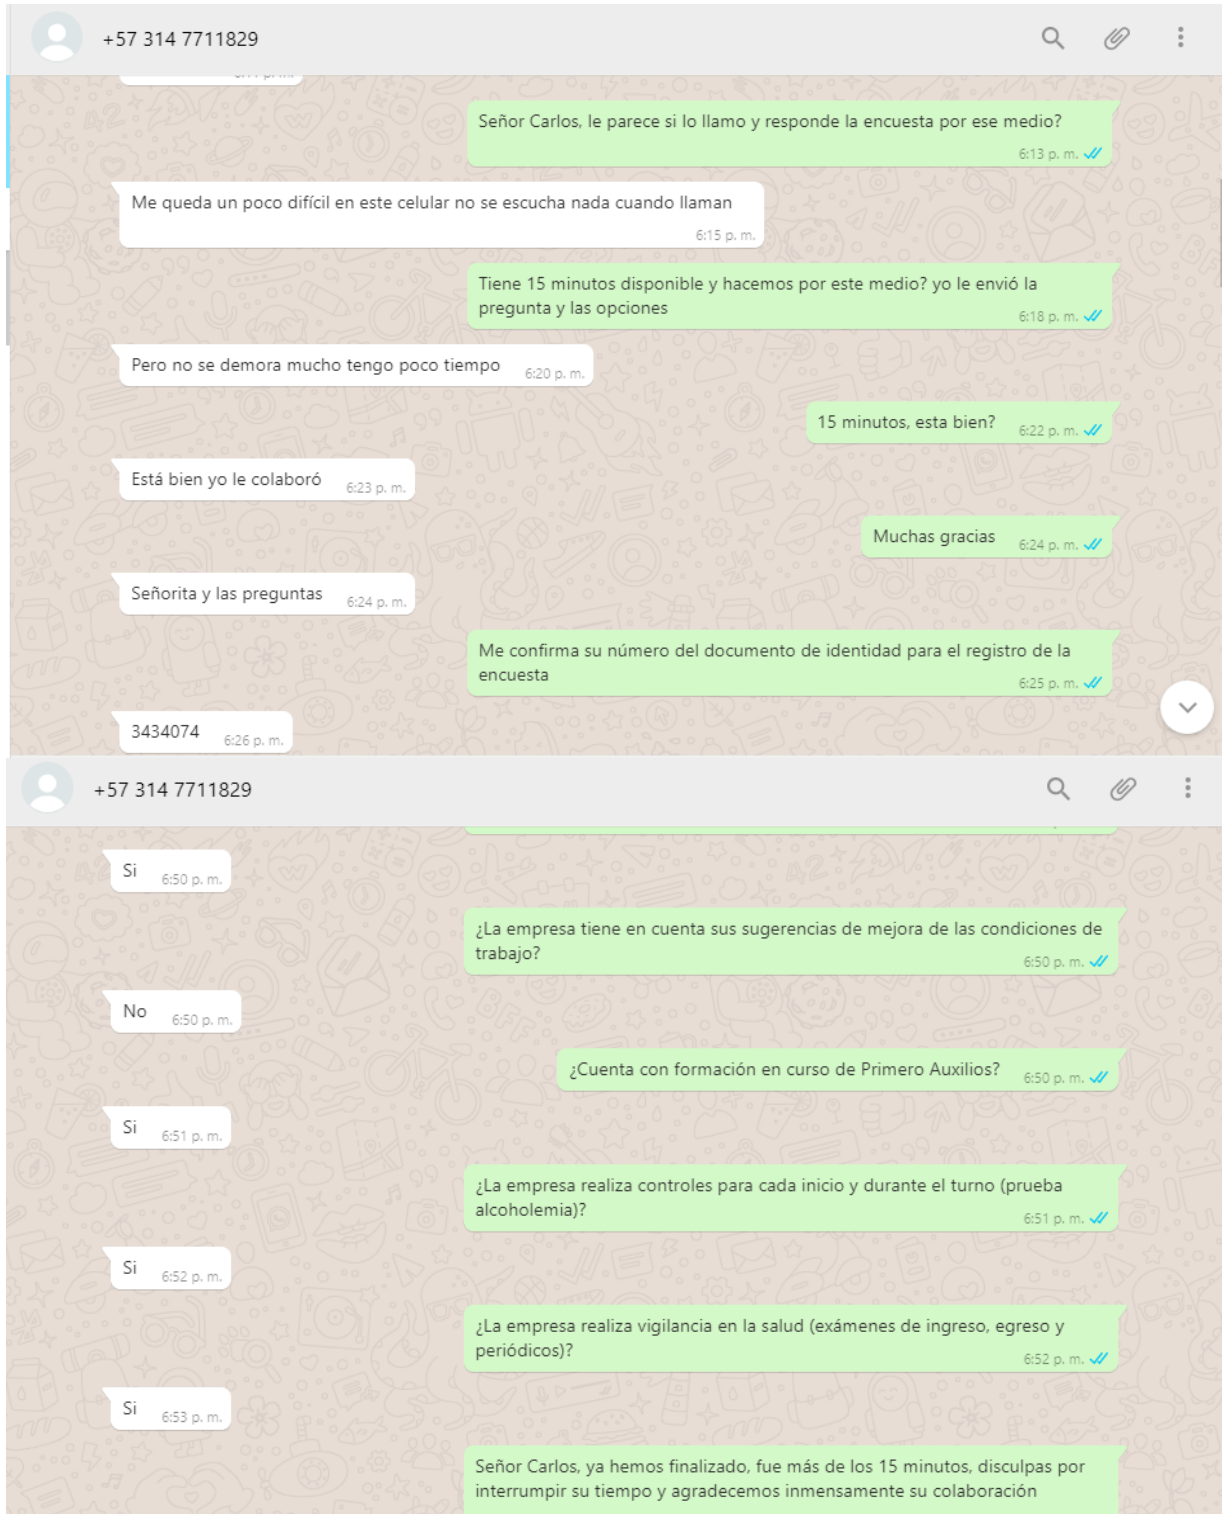 +57 314 7711829
Señor Carlos, le parece si lo llamo y responde la encuesta por ese medio?
6:13 p. m.
Me queda un poco difícil en este celular no se escucha nada cuando llaman
6:15 p. m.
Tiene 15 minutos disponible y hacemos por este medio? yo le envió la
pregunta y las opciones
6:18 p. m.
Pero no se demora mucho tengo poco tiempo 6:20 p. m.
15 minutos, esta bien? 6:22 p. m.
Está bien yo le colaboró 6:23 p. m.
Muchas gracias 6:24 p. m.
Señorita y las preguntas 6:24 p. m.
Me confirma su número del documento de identidad para el registro de la
encuesta
6:25 p. m.
3434074 6:26 p. m.
+57 314 7711829
Si 6:50 p. m.
¿La empresa tiene en cuenta sus sugerencias de mejora de las condiciones de
trabajo?
6:50 p. m.
No 6:50 p. m.
¿Cuenta con formación en curso de Primero Auxilios? 6:50 p. m.
Si 6:51 p. m.
¿La empresa realiza controles para cada inicio y durante el turno (prueba
alcoholemia)?
6:51 p. m.
Si 6:52 p. m.
¿La empresa realiza vigilancia en la salud (exámenes de ingreso, egreso y
periódicos)?
6:52 p. m.
Si 6:53 p. m.
Señor Carlos, ya hemos finalizado, fue más de los 15 minutos, disculpas por
interrumpir su tiempo y agradecemos inmensamente su colaboración